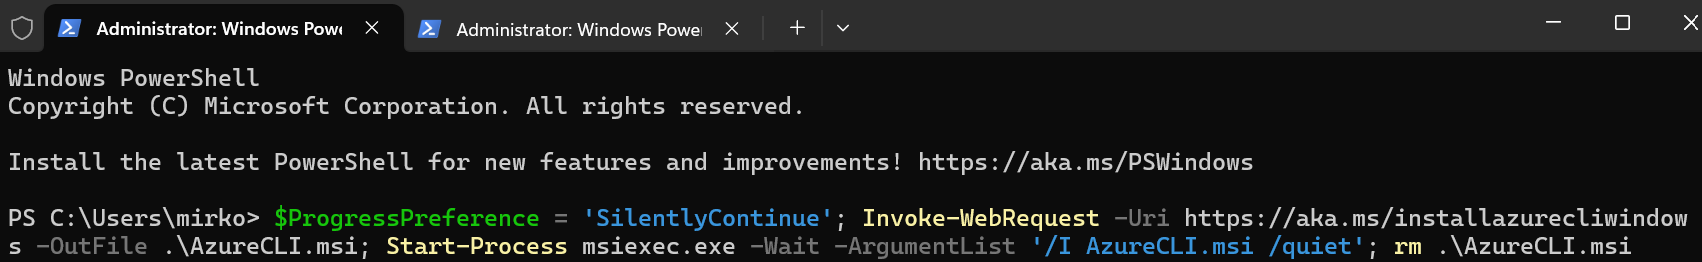 Administrator: Windows Powe
Administrator: Windows Power
Windows PowerShell
Copyright (C) Microsoft Corporation. All rights reserved.
Install the latest PowerShell for new features and improvements! https://aka.ms/PSWindows
PS C:\Users\mirko> $ProgressPreference = 'SilentlyContinue'; Invoke-WebRequest -Uri https://aka.ms/installazurecliwindow
s -OutFile .\AzureCLI.msi; Start-Process msiexec.exe -Wait -ArgumentList '/I AzureCLI.msi /quiet'; rm .\AzureCLI.msi